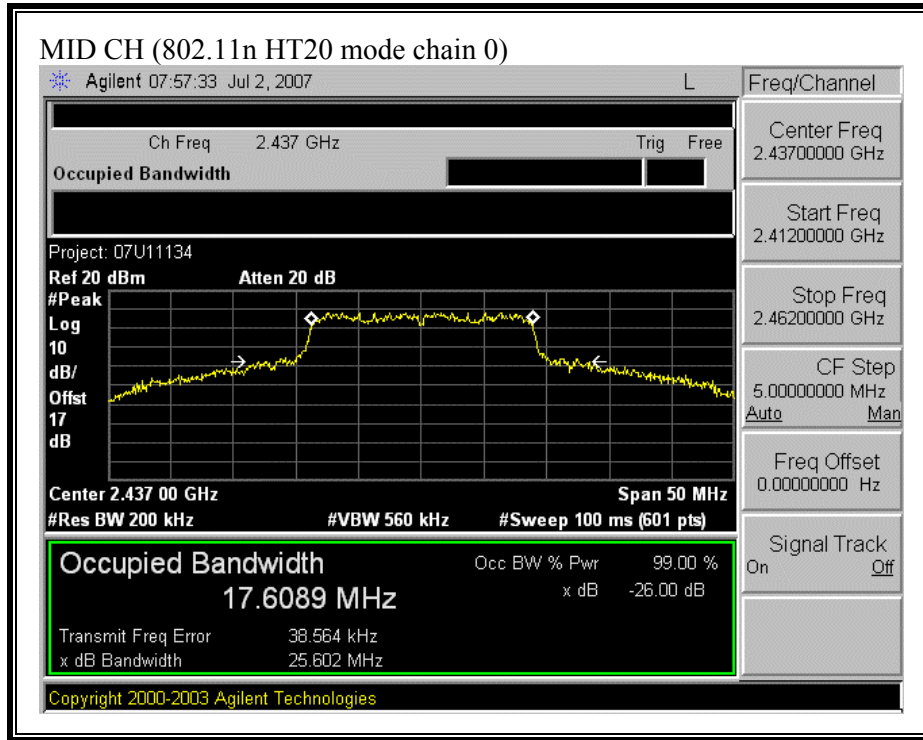 MID CH (802.11n HT20 mode chain 0)
Agilent 07:57:33 Jul 2, 2007 L
Freq/Channel
Ch Freq 2.437 GHz Trig Free
Occupied Bandwidth
Center Freq
2.43700000 GHz
Start Freq
2.41200000 GHz
Stop Freq
2.46200000 GHz
CF Step
5.00000000 MHz
Auto Man
Freq Offset
0.00000000 Hz
Signal Track
On Off
Project: 07U11134
Ref 20 dBm Atten 20 dB
#Peak
Log
10
dB/
Offst
17
dB
Center 2.437 00 GHz Span 50 MHz
#Res BW 200 kHz #VBW 560 kHz #Sweep 100 ms (601 pts)
Occupied Bandwidth Occ BW % Pwr 99.00 %
17.6089 MHz x dB -26.00 dB
Transmit Freq Error 38.564 kHz
x dB Bandwidth 25.602 MHz
Copyright 2000-2003 Agilent Technologies